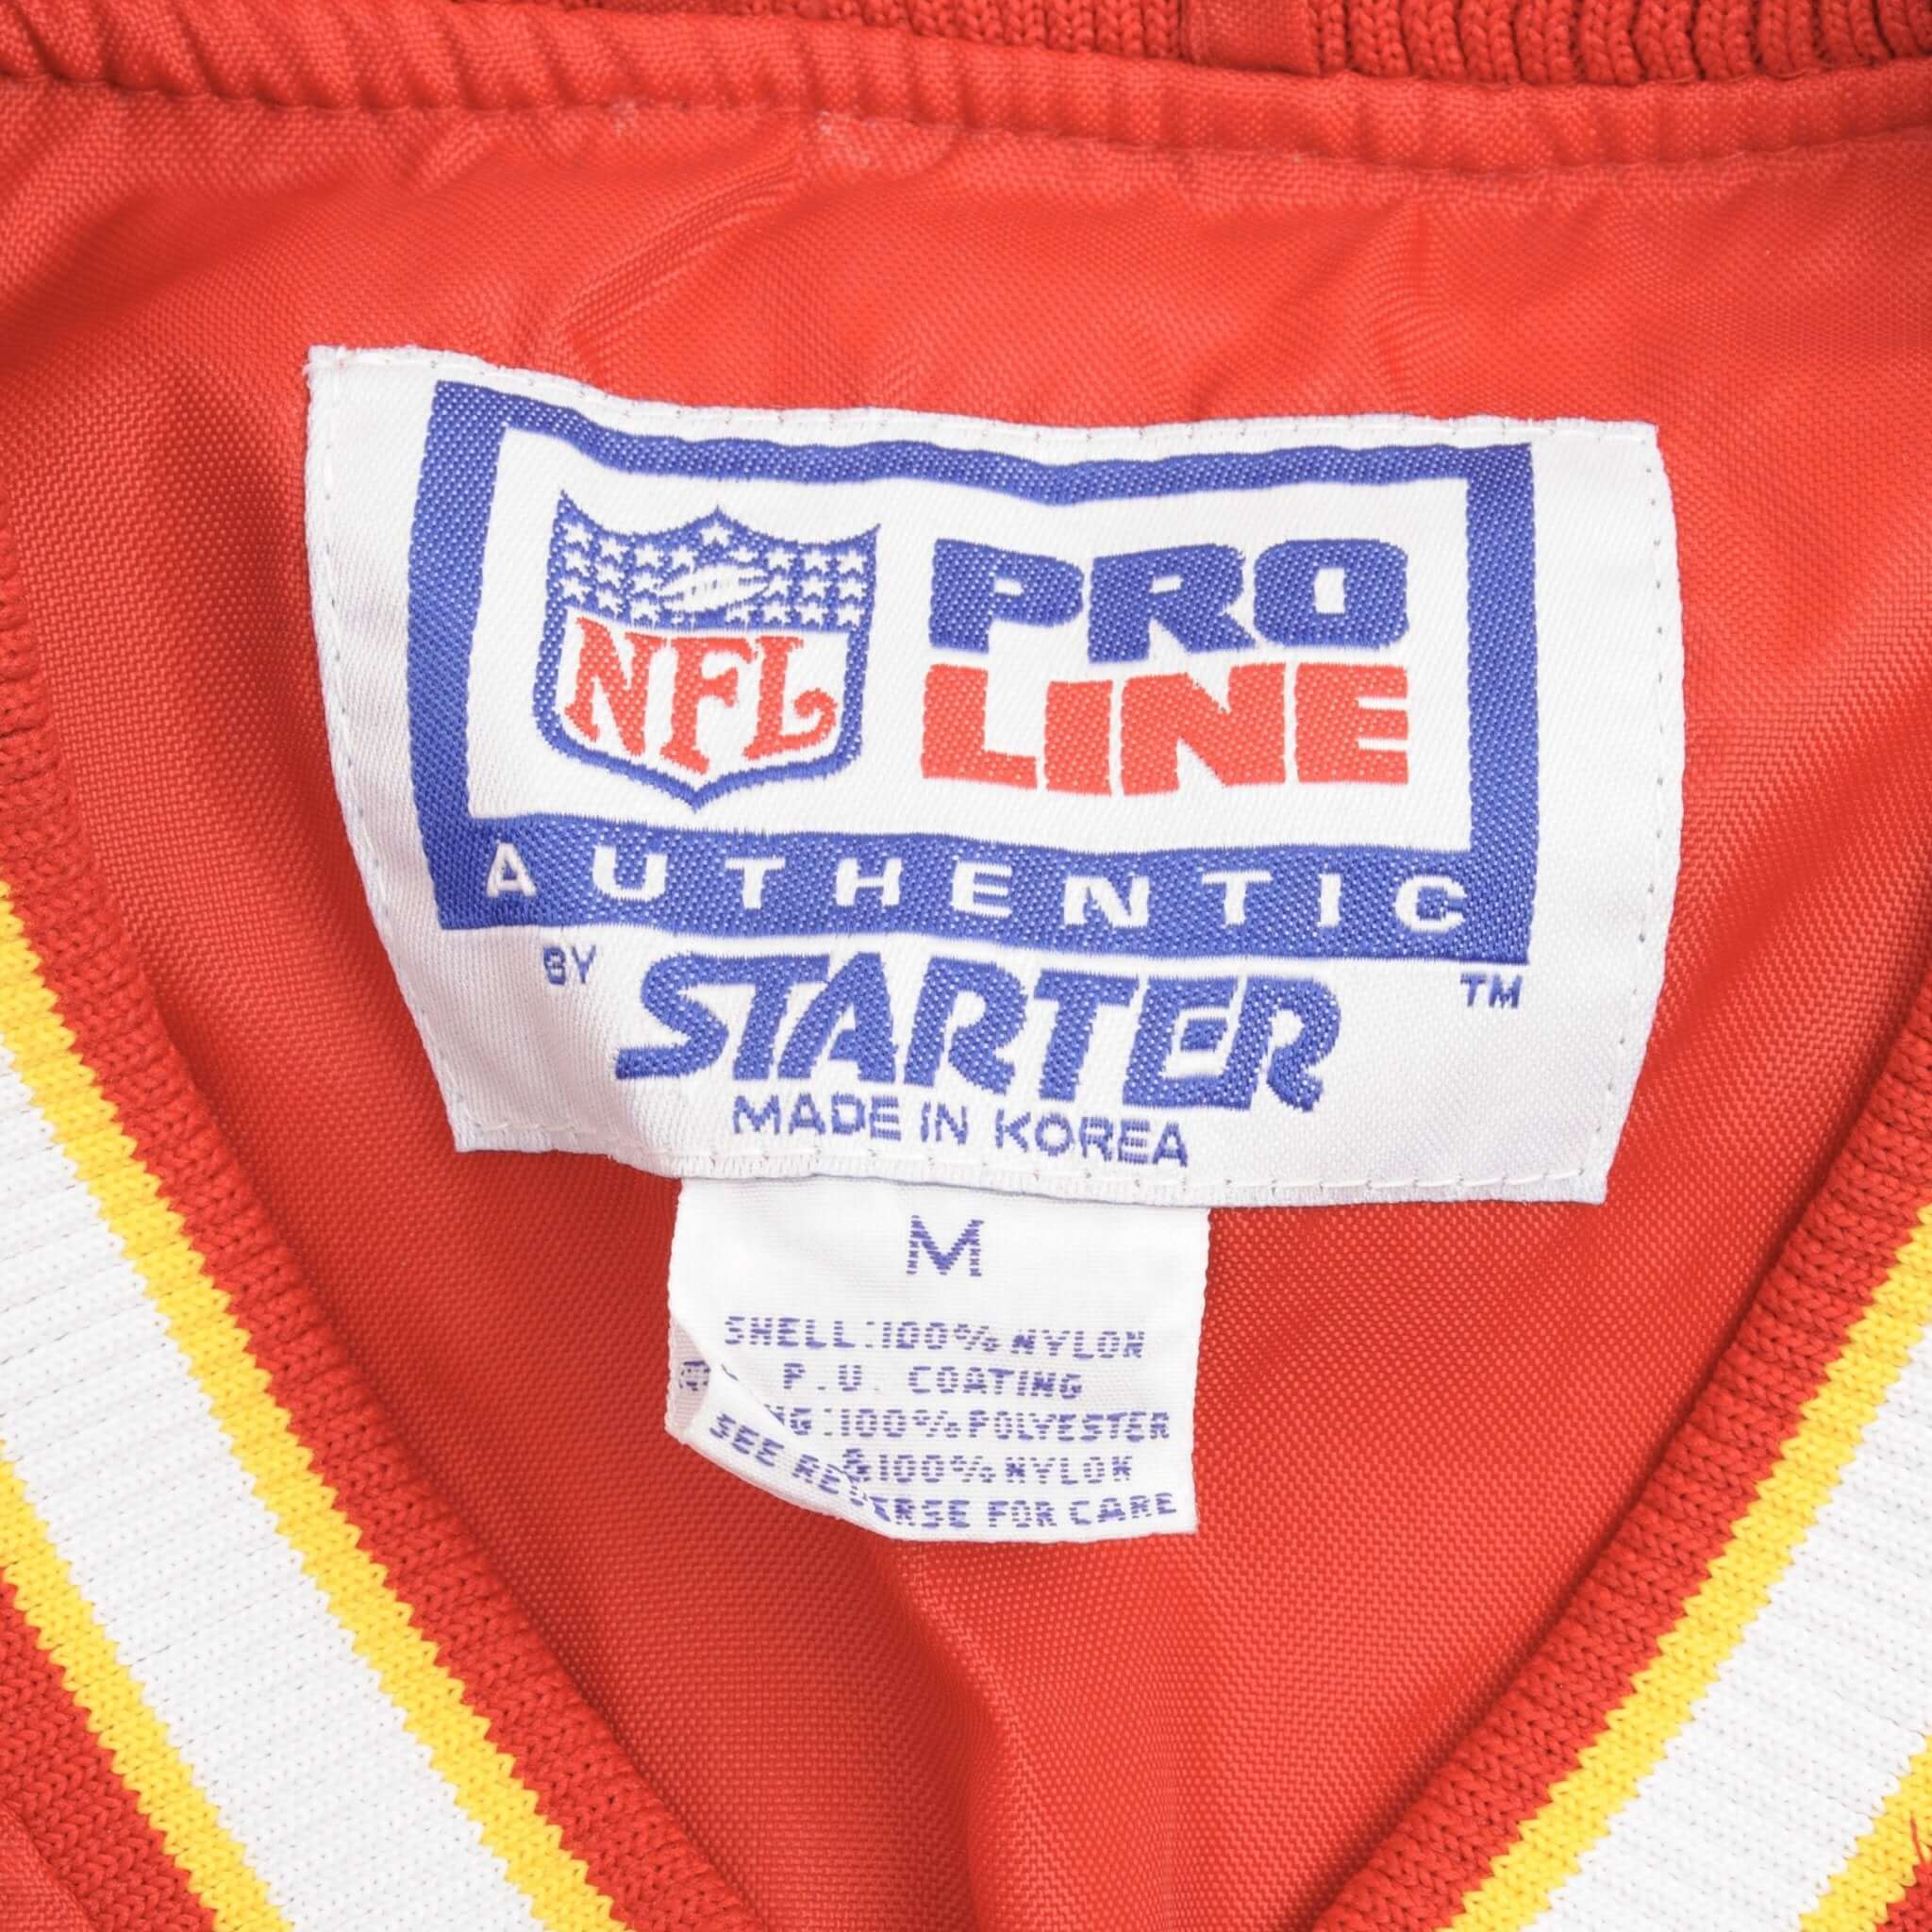 NFL PRO
LINE
AUTHENTIC
BY STARTER TM
MADE IN KOREA
M
SHELL:100% NYLON
P.U. COATING
:100% POLYESTER
&100% NYLON
SEE REVERSE FOR CARE